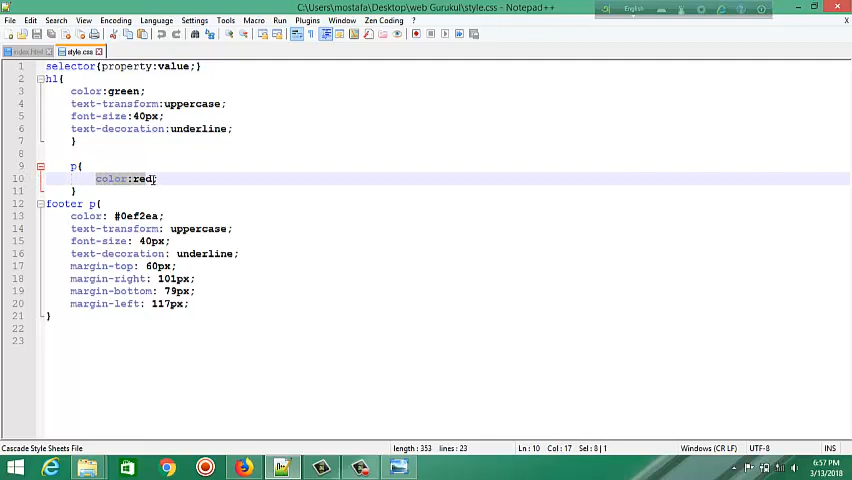 C:\Users\mostafa\Desktop\web Gurukul\style.css - Notepad++
English
File Edit Search View Encoding Language Settings Tools Macro Run Plugins Window Zen Coding ?
index.html style.css
1 selector{property:value;}
2 h1{
3 color:green;
4 text-transform:uppercase;
5 font-size:40px;
6 text-decoration:underline;
7 }
8
9 p{
10 color:red;
11 }
12 footer p{
13 color: #0ef2ea;
14 text-transform: uppercase;
15 font-size: 40px;
16 text-decoration: underline;
17 margin-top: 60px;
18 margin-right: 101px;
19 margin-bottom: 79px;
20 margin-left: 117px;
21 }
22
23
Cascade Style Sheets File length : 353 lines : 23 Ln : 10 Col : 17 Sel : 8 | 1 Windows (CR LF) UTF-8 INS
6:57 PM
3/13/2018